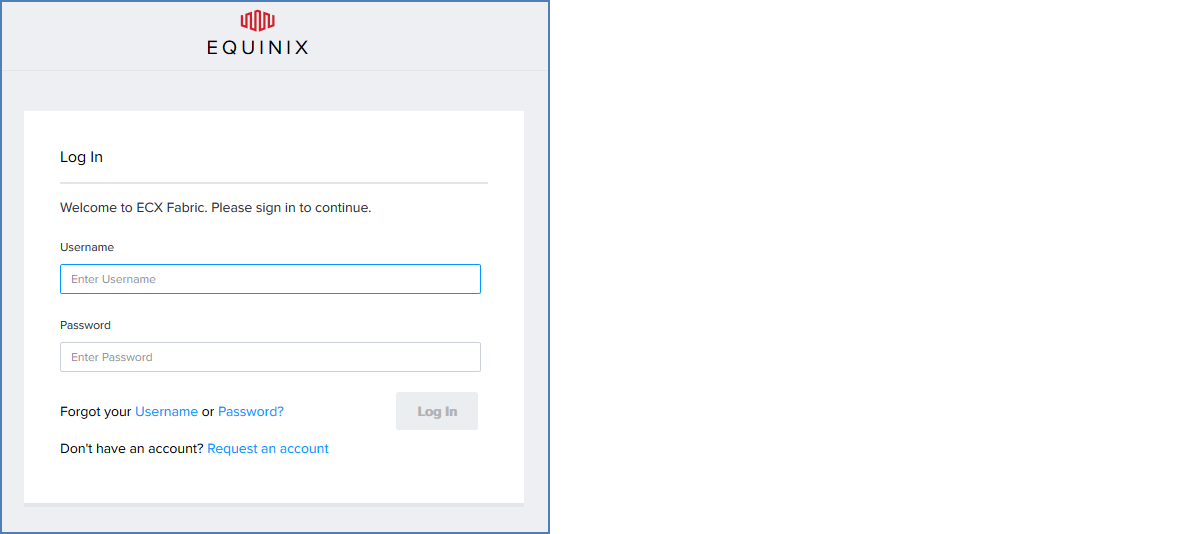 EQUINIX
Log In
Welcome to ECX Fabric. Please sign in to continue.
Username
Enter Username
Password
Enter Password
Forgot your Username or Password?
Log In
Don't have an account? Request an account